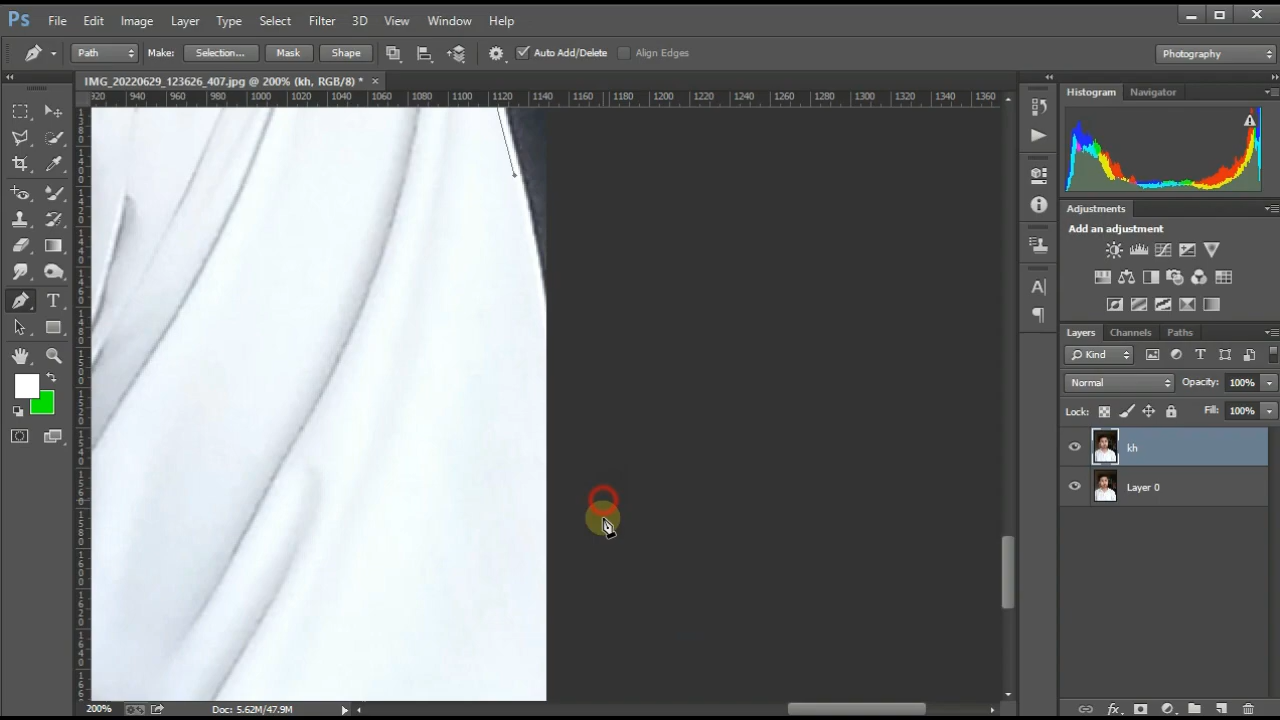 Ps File Edit Image Layer Type Select Filter 3D View Window Help
Path Make: Selection... Mask Shape Auto Add/Delete Align Edges Photography
IMG_20220629_123626_407.jpg @ 200% (kh, RGB/8) * ×
920 940 960 980 1000 1020 1040 1060 1080 1100 1120 1140 1160 1180 1200 1220 1240 1260 1280 1300 1320 1340 1360
Histogram Navigator
Adjustments
Add an adjustment
Layers Channels Paths
Kind
Normal Opacity: 100%
Lock: Fill: 100%
kh
Layer 0
200% Doc: 5.62M/47.9M